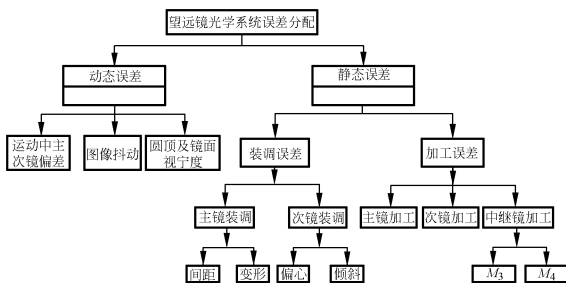 望远镜光学系统误差分配
动态误差
静态误差
运动中主
次镜偏差
图像抖动
圆顶及镜面
视宁度
装调误差
加工误差
主镜装调
次镜装调
主镜加工
次镜加工
中继镜加工
间距
变形
偏心
倾斜
M3
M4